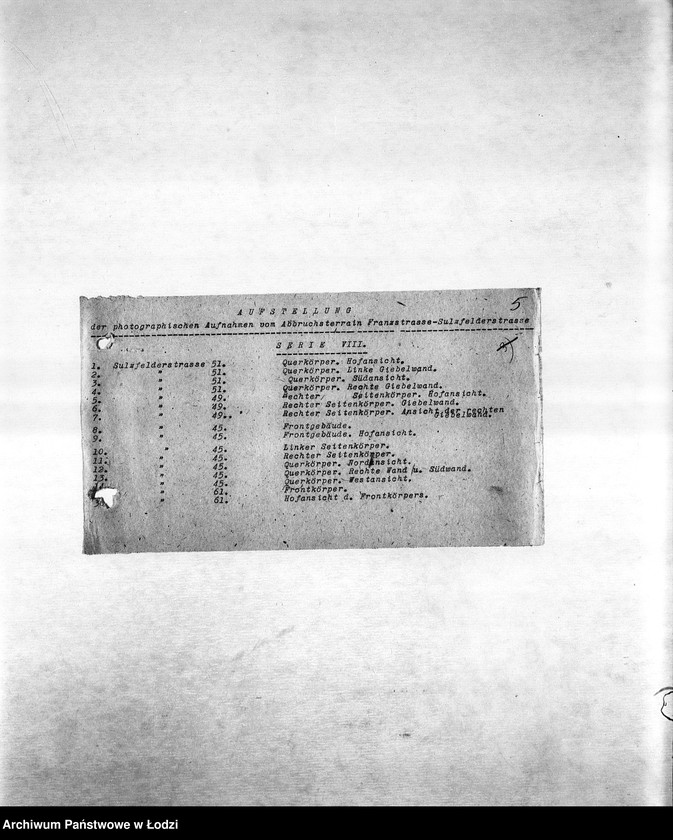 5
AUFSTELLUNG
der photographischen Aufnahmen vom Abbruchsterrain Franzstrasse-Sulzfelderstrasse
SERIE VIII.
1. Sulzfelderstrasse 51. Querkörper. Hofansicht.
2. " 51. Querkörper. Linke Giebelwand.
3. " 51. Querkörper. Südansicht.
4. " 51. Querkörper. Rechte Giebelwand.
5. " 49. Rechter Seitenkörper. Hofansicht.
6. " 49. Rechter Seitenkörper. Giebelwand.
7. " 49. Rechter Seitenkörper. Ansicht der rechten
Giebelwand.
8. " 45. Frontgebäude.
9. " 45. Frontgebäude. Hofansicht.
10. " 45. Linker Seitenkörper.
11. " 45. Rechter Seitenkörper.
12. " 45. Querkörper. Nordansicht.
13. " 45. Querkörper. Rechte Wand u. Südwand.
" 45. Querkörper. Westansicht.
" 61. Frontkörper.
" 61. Hofansicht d. Frontkörpers.
Archiwum Państwowe w Łodzi